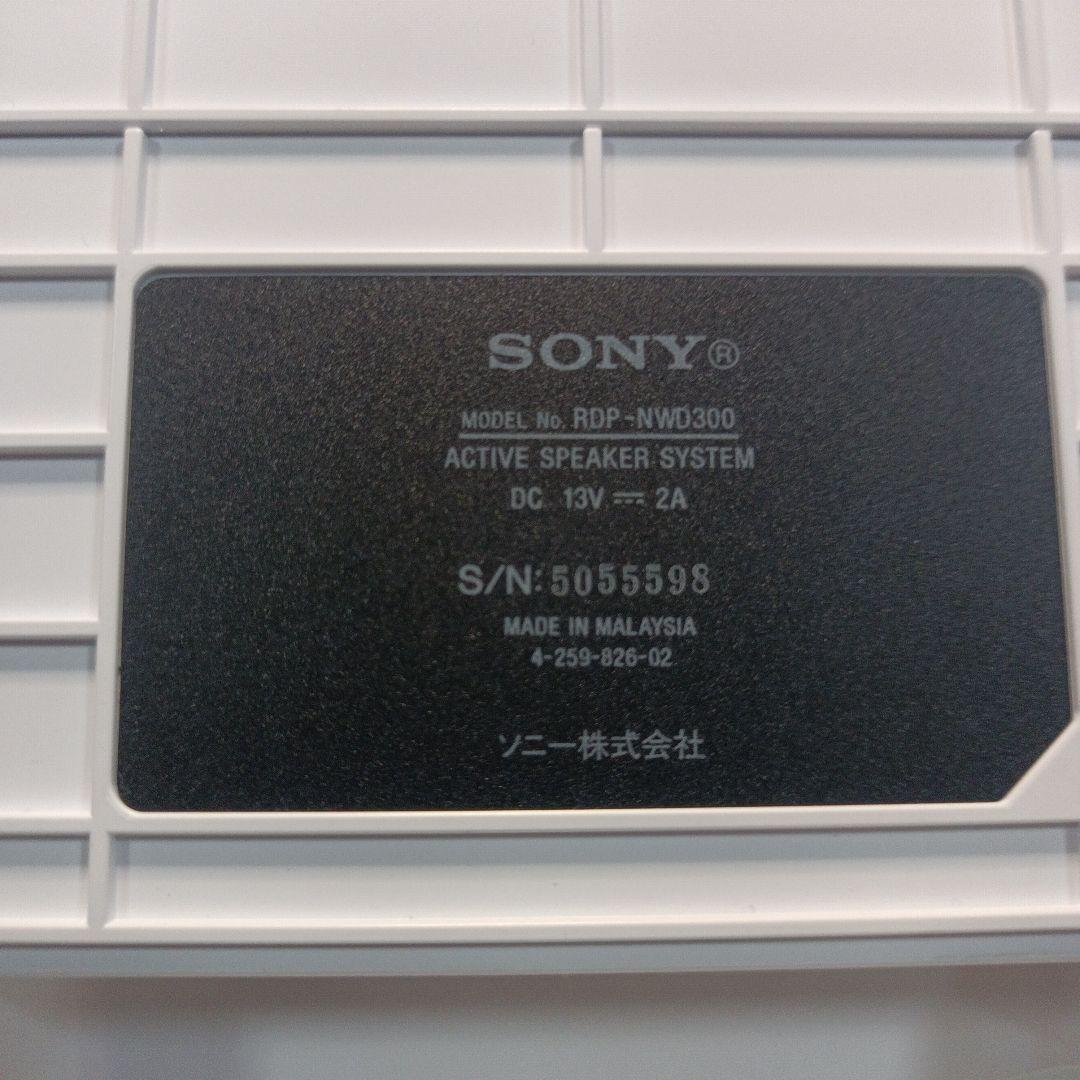 SONY®
MODEL No. RDP-NWD300
ACTIVE SPEAKER SYSTEM
DC 13V ⎓ 2A
S/N: 5055598
MADE IN MALAYSIA
4-259-826-02
ソニー株式会社